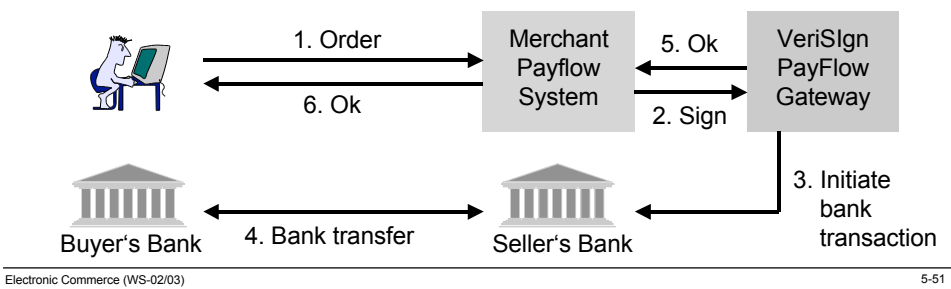 1. Order
6. Ok
Merchant
Payflow
System
5. Ok
2. Sign
VeriSIgn
PayFlow
Gateway
3. Initiate
bank
transaction
Buyer‘s Bank
4. Bank transfer
Seller‘s Bank
Electronic Commerce (WS-02/03)
5-51